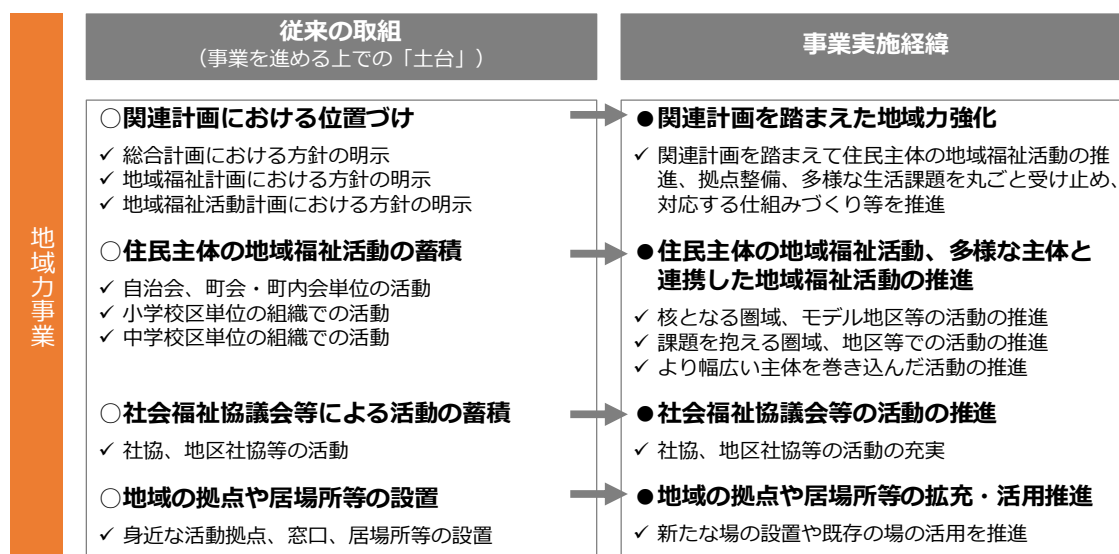 地域力事業
従来の取組
（事業を進める上での「土台」）
○関連計画における位置づけ
✓ 総合計画における方針の明示
✓ 地域福祉計画における方針の明示
✓ 地域福祉活動計画における方針の明示
○住民主体の地域福祉活動の蓄積
✓ 自治会、町会・町内会単位の活動
✓ 小学校区単位の組織での活動
✓ 中学校区単位の組織での活動
○社会福祉協議会等による活動の蓄積
✓ 社協、地区社協等の活動
○地域の拠点や居場所等の設置
✓ 身近な活動拠点、窓口、居場所等の設置
事業実施経緯
●関連計画を踏まえた地域力強化
✓ 関連計画を踏まえて住民主体の地域福祉活動の推
進、拠点整備、多様な生活課題を丸ごと受け止め、
対応する仕組みづくり等を推進
●住民主体の地域福祉活動、多様な主体と
連携した地域福祉活動の推進
✓ 核となる圏域、モデル地区等の活動の推進
✓ 課題を抱える圏域、地区等での活動の推進
✓ より幅広い主体を巻き込んだ活動の推進
●社会福祉協議会等の活動の推進
✓ 社協、地区社協等の活動の充実
●地域の拠点や居場所等の拡充・活用推進
✓ 新たな場の設置や既存の場の活用を推進